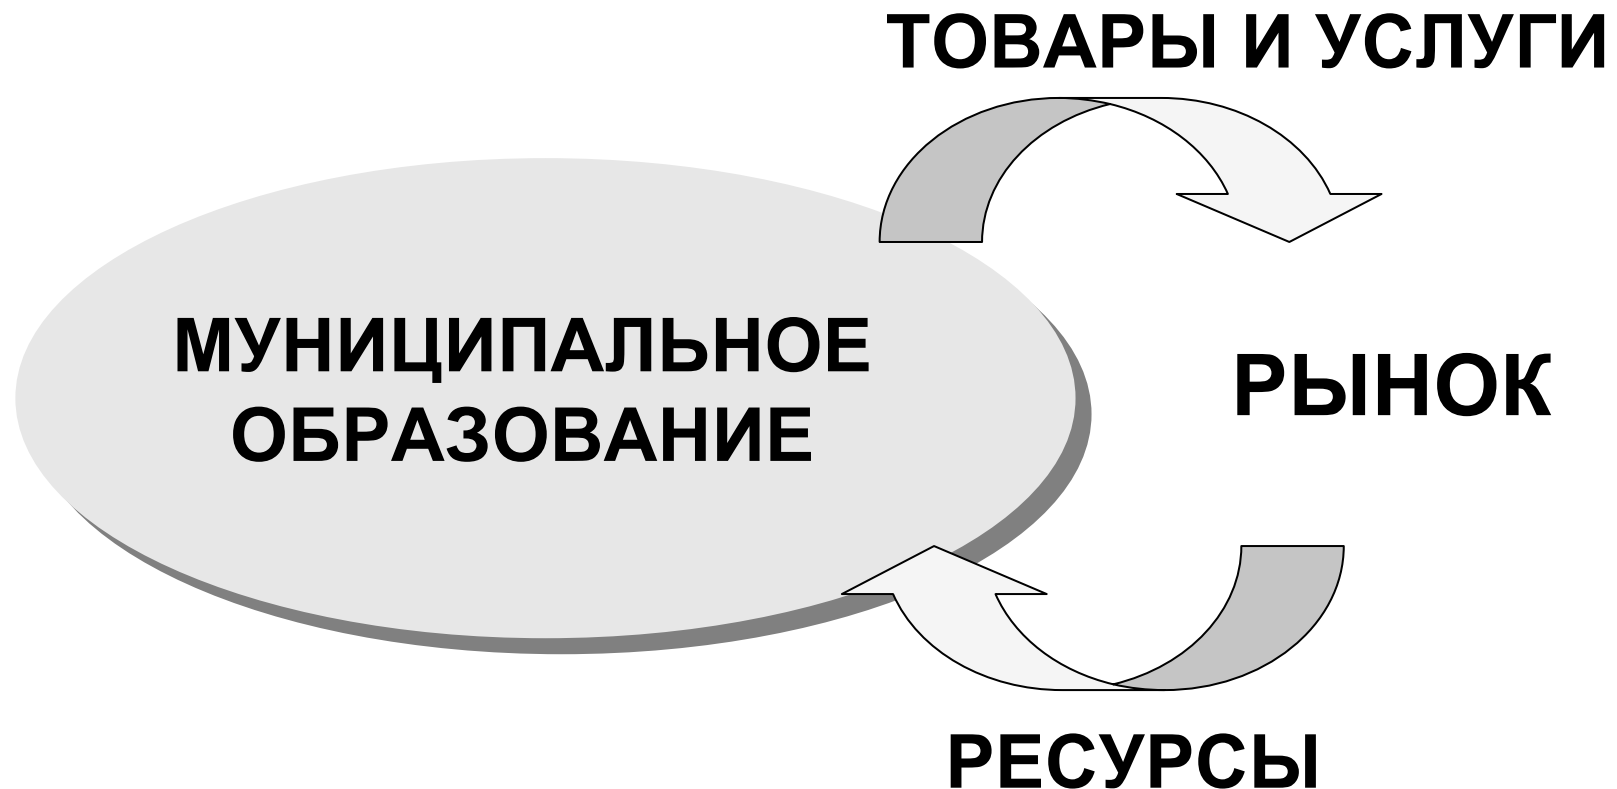 ТОВАРЫ И УСЛУГИ
МУНИЦИПАЛЬНОЕ
ОБРАЗОВАНИЕ
РЫНОК
РЕСУРСЫ